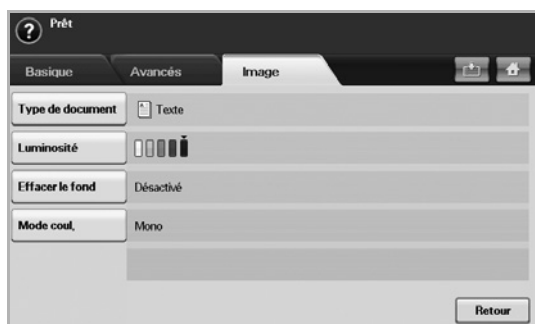 Prêt
Basique Avancés Image
Type de document Texte
Luminosité
Effacer le fond Désactivé
Mode coul. Mono
Retour